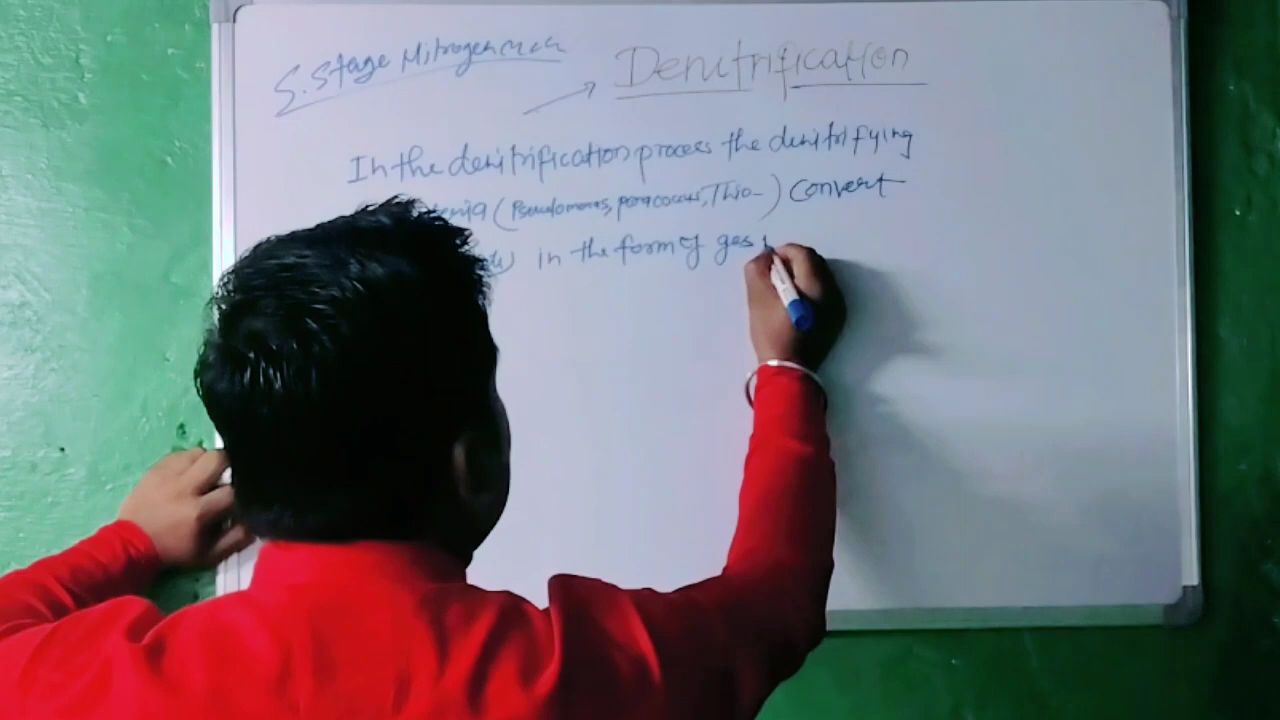 5. Stage Nitrogen
Denitrification
In the denitrification process the denitrifying
(Pseudomonas, paracoccus, Thio-) convert
in the form of gas